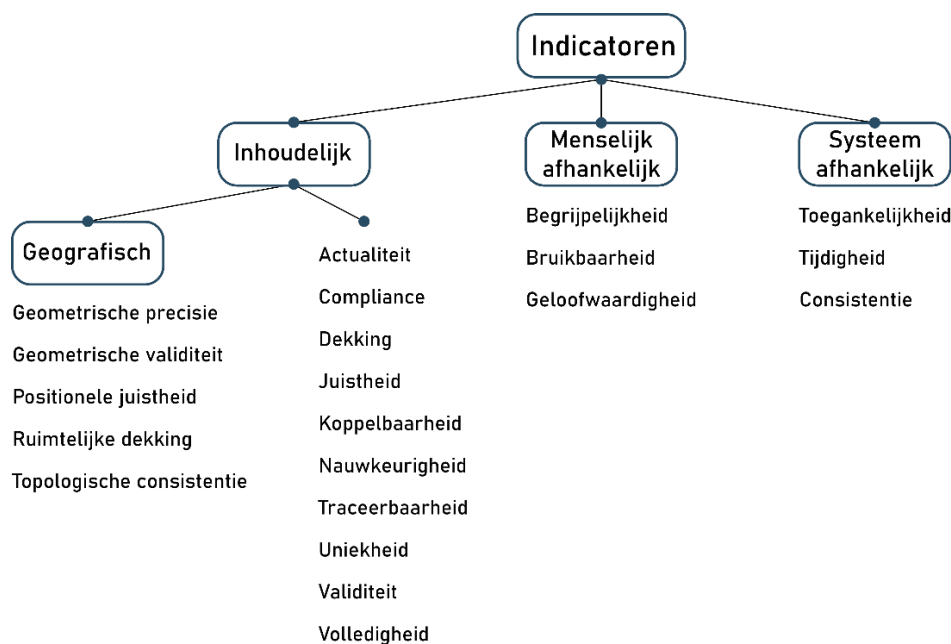 Indicatoren
Inhoudelijk
Menselijk
afhankelijk
Systeem
afhankelijk
Geografisch
Geometrische precisie
Geometrische validiteit
Positionele juistheid
Ruimtelijke dekking
Topologische consistentie
Actualiteit
Compliance
Dekking
Juistheid
Koppelbaarheid
Nauwkeurigheid
Traceerbaarheid
Uniekheid
Validiteit
Volledigheid
Begrijpelijkheid
Bruikbaarheid
Geloofwaardigheid
Toegankelijkheid
Tijdigheid
Consistentie